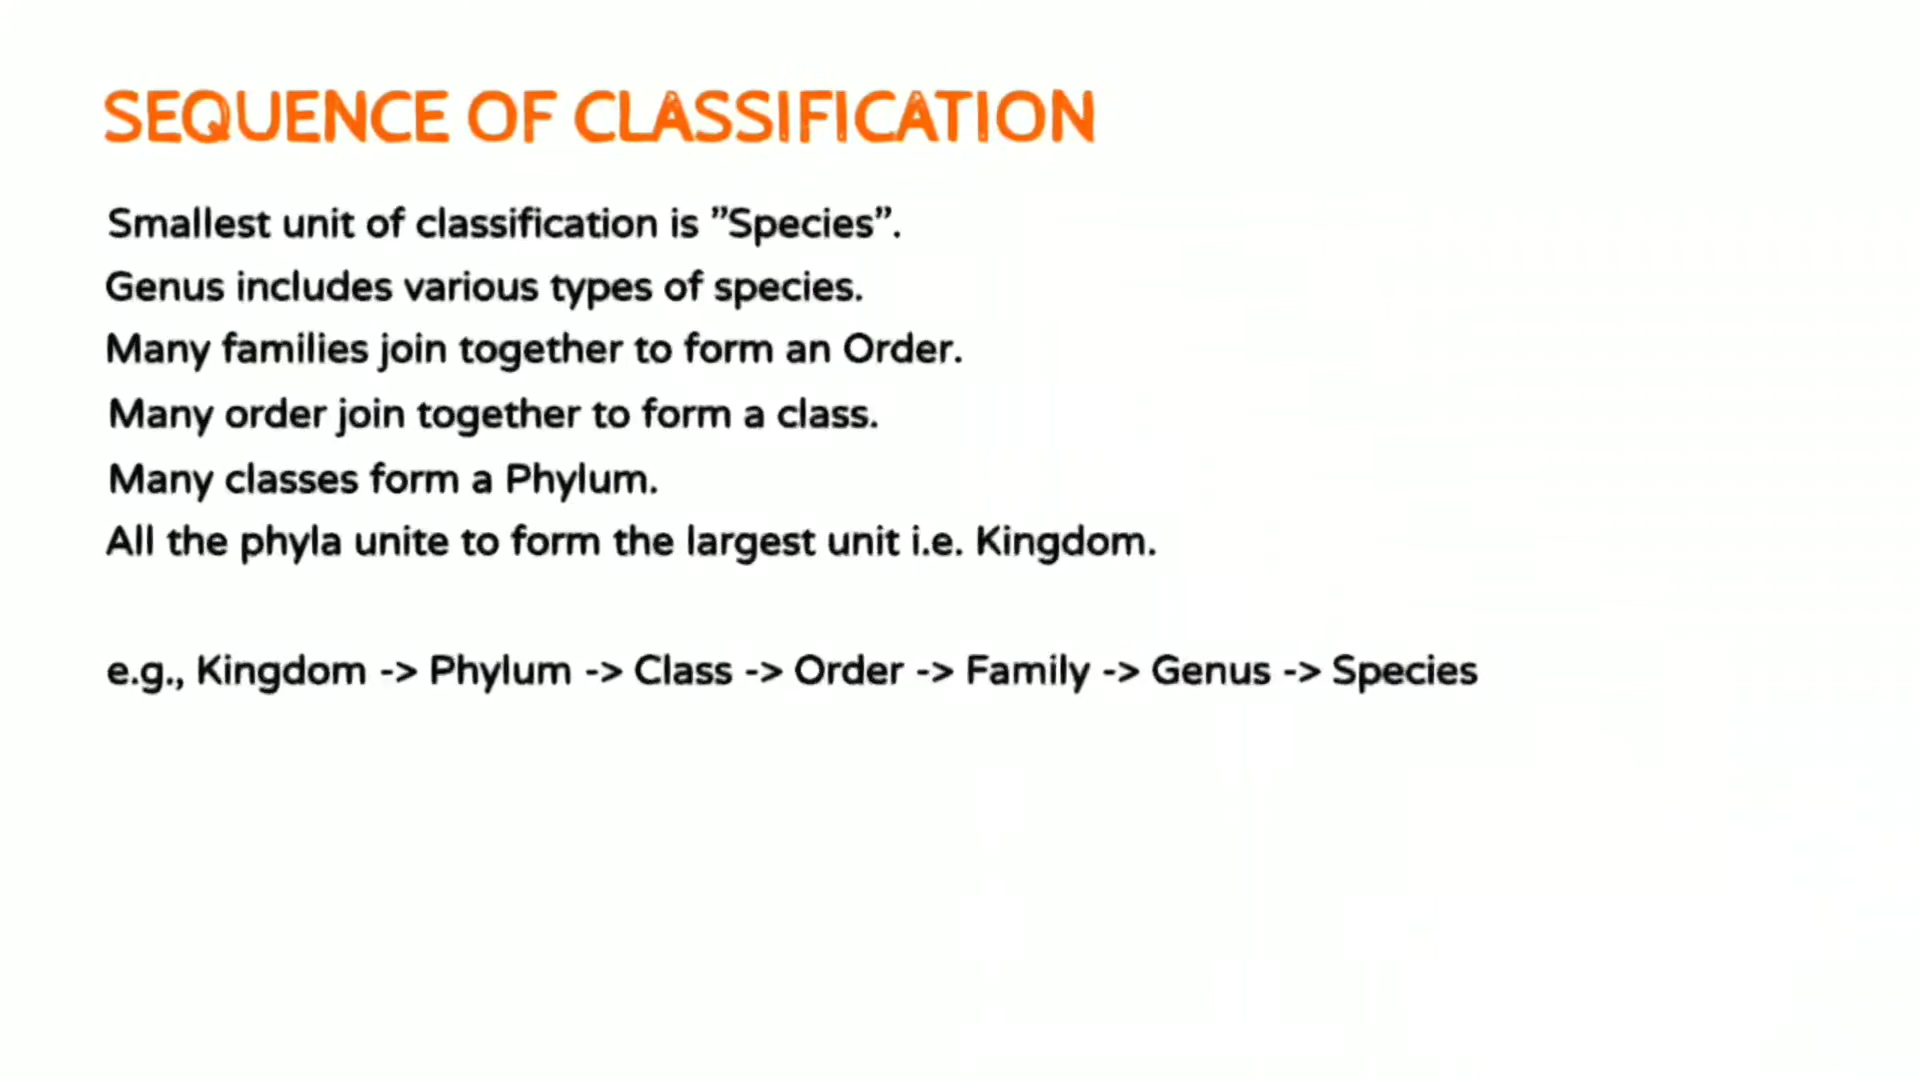 SEQUENCE OF CLASSIFICATION
Smallest unit of classification is ”Species”.
Genus includes various types of species.
Many families join together to form an Order.
Many order join together to form a class.
Many classes form a Phylum.
All the phyla unite to form the largest unit i.e. Kingdom.
e.g., Kingdom -> Phylum -> Class -> Order -> Family -> Genus -> Species